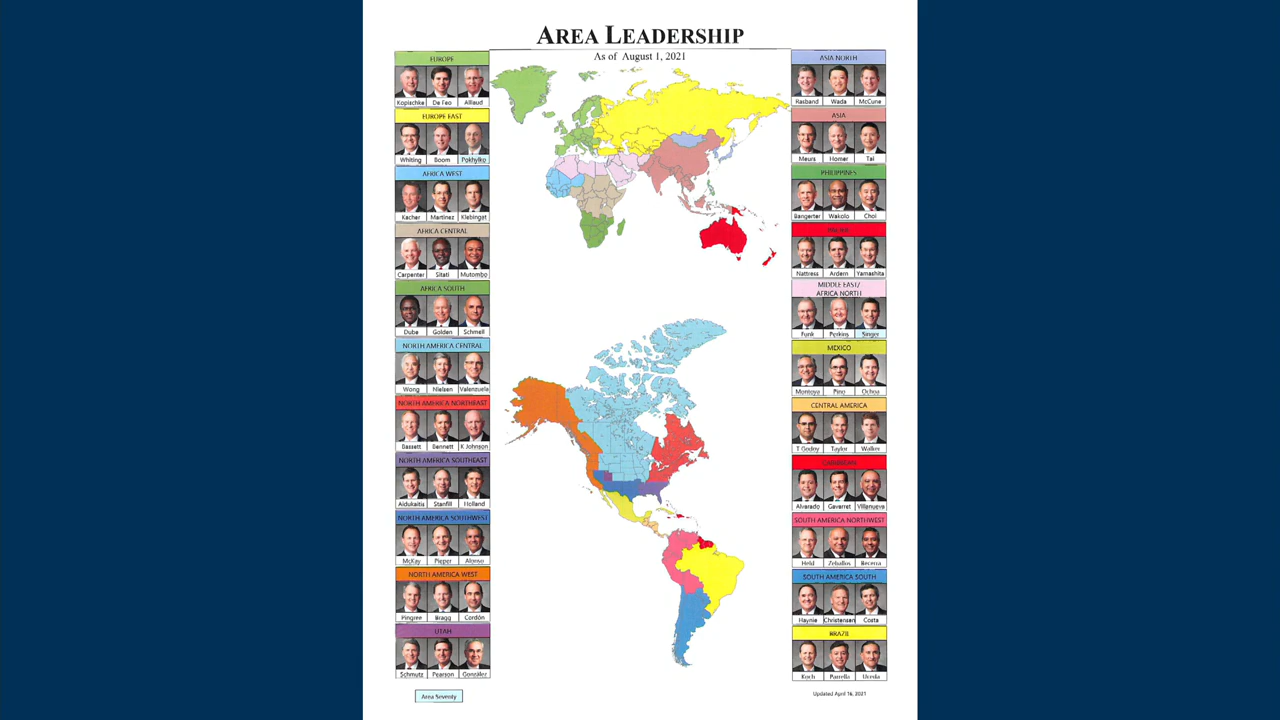 AREA LEADERSHIP
As of August 1, 2021
EUROPE
Kopischke De Feo Alliaud
EUROPE EAST
Whiting Boom Pokhylko
AFRICA WEST
Kacher Martinez Klebingat
AFRICA CENTRAL
Carpenter Sitati Mutombo
AFRICA SOUTH
Dube Golden Schmeil
NORTH AMERICA CENTRAL
Wong Nielsen Valenzuela
NORTH AMERICA NORTHEAST
Bassett Bennett K Johnson
NORTH AMERICA SOUTHEAST
Aidukaitis Stanfill Holland
NORTH AMERICA SOUTHWEST
McKay Pieper Alonso
NORTH AMERICA WEST
Pingree Bragg Cordón
UTAH
Schmutz Pearson González
Area Seventy
ASIA NORTH
Rasband Wada McCune
ASIA
Meurs Homer Tai
PHILIPPINES
Bangerter Wakolo Choi
Nattress Ardern Yamashita
MIDDLE EAST/
AFRICA NORTH
Funk Perkins Singer
MEXICO
Montoya Pino Ochoa
CENTRAL AMERICA
T Godoy Taylor Walker
CARIBBEAN
Alvarado Gavarret Villanueva
SOUTH AMERICA NORTHWEST
Held Zeballos Becerra
SOUTH AMERICA SOUTH
Haynie Christensen Costa
BRAZIL
Koch Parrella Uceda
Updated April 16, 2021